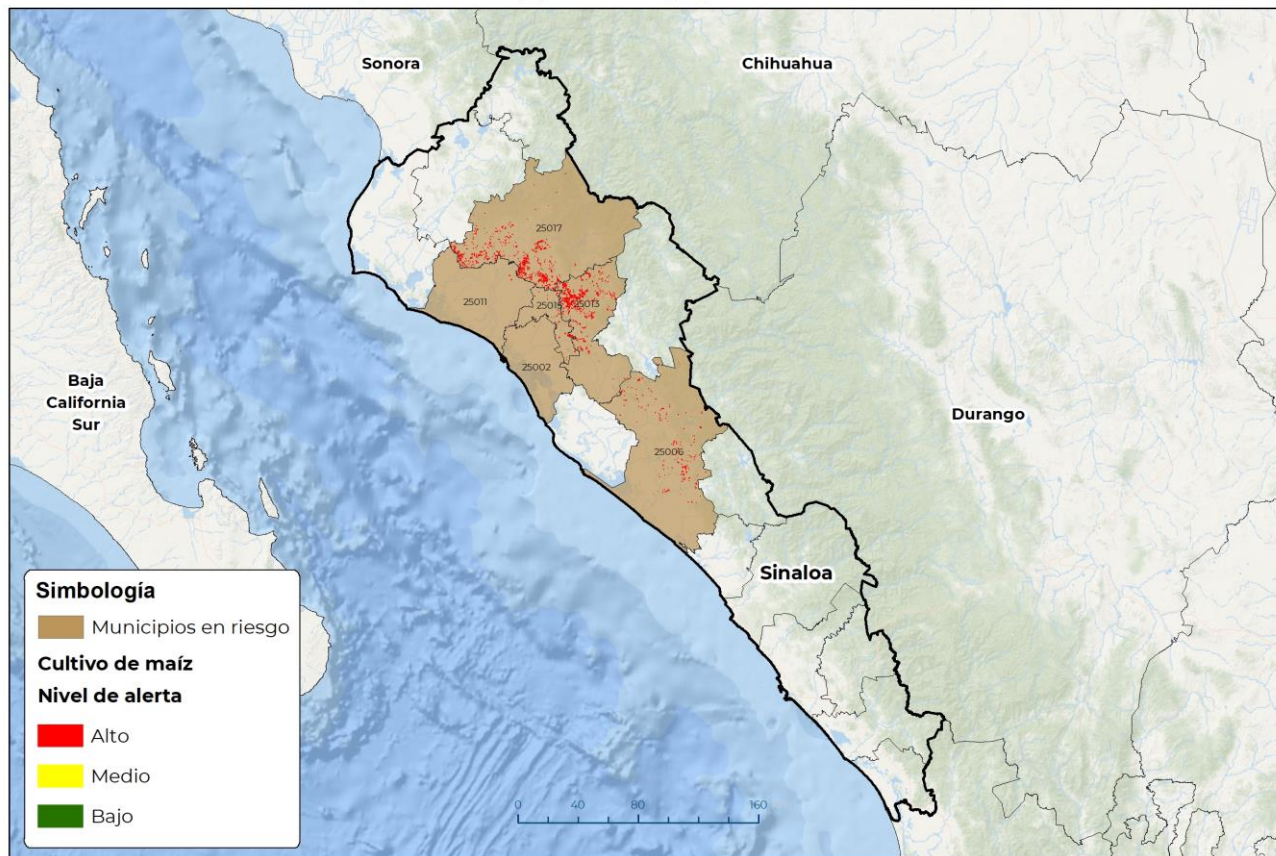 Sonora
Chihuahua
25017
25011
25015
25013
25002
Baja
California
Sur
Durango
25006
Sinaloa
Simbología
Municipios en riesgo
Cultivo de maíz
Nivel de alerta
Alto
Medio
Bajo
0 40 80 160